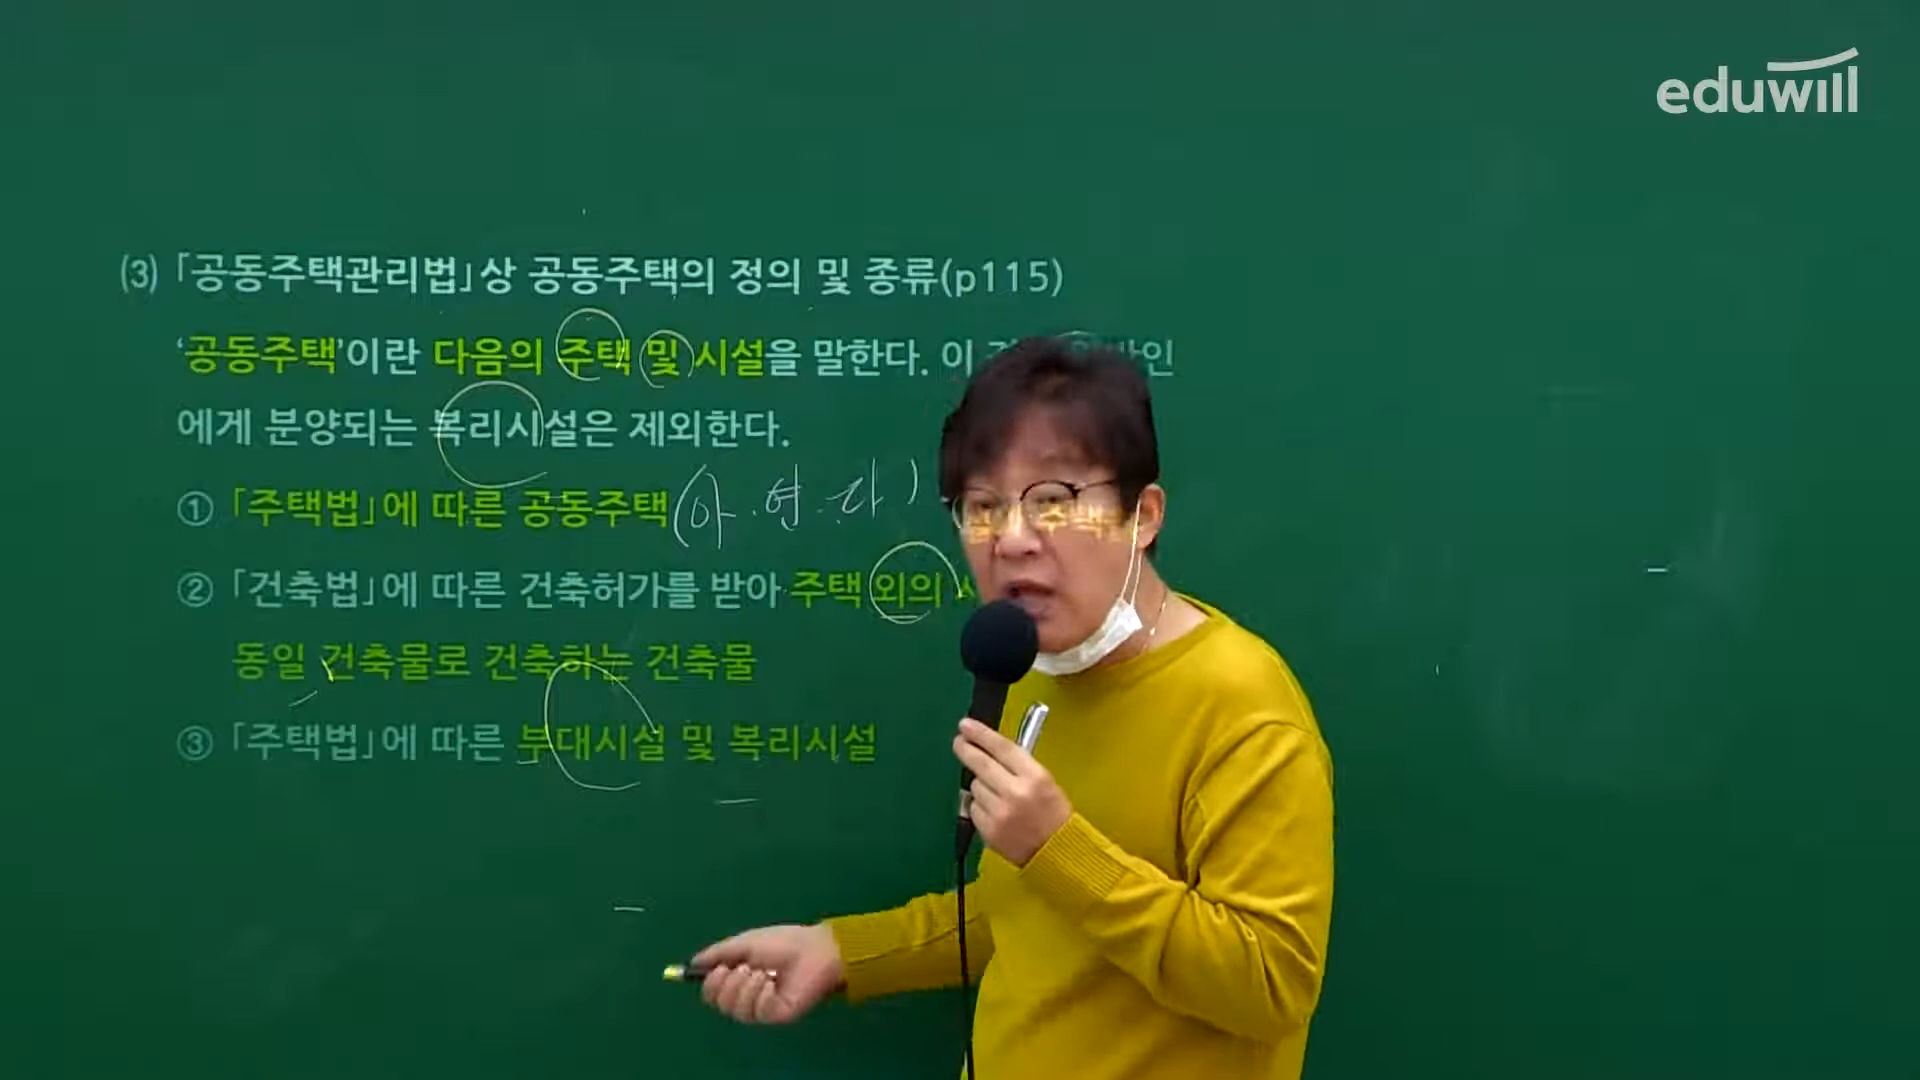 eduwill
(3) 「공동주택관리법」상 공동주택의 정의 및 종류(p115)
‘공동주택’이란 다음의 주택 및 시설을 말한다. 이 인
에게 분양되는 복리시설은 제외한다.
① 「주택법」에 따른 공동주택(아.연.다)
② 「건축법」에 따른 건축허가를 받아 주택 외의
동일 건축물로 건축하는 건축물
③ 「주택법」에 따른 부대시설 및 복리시설